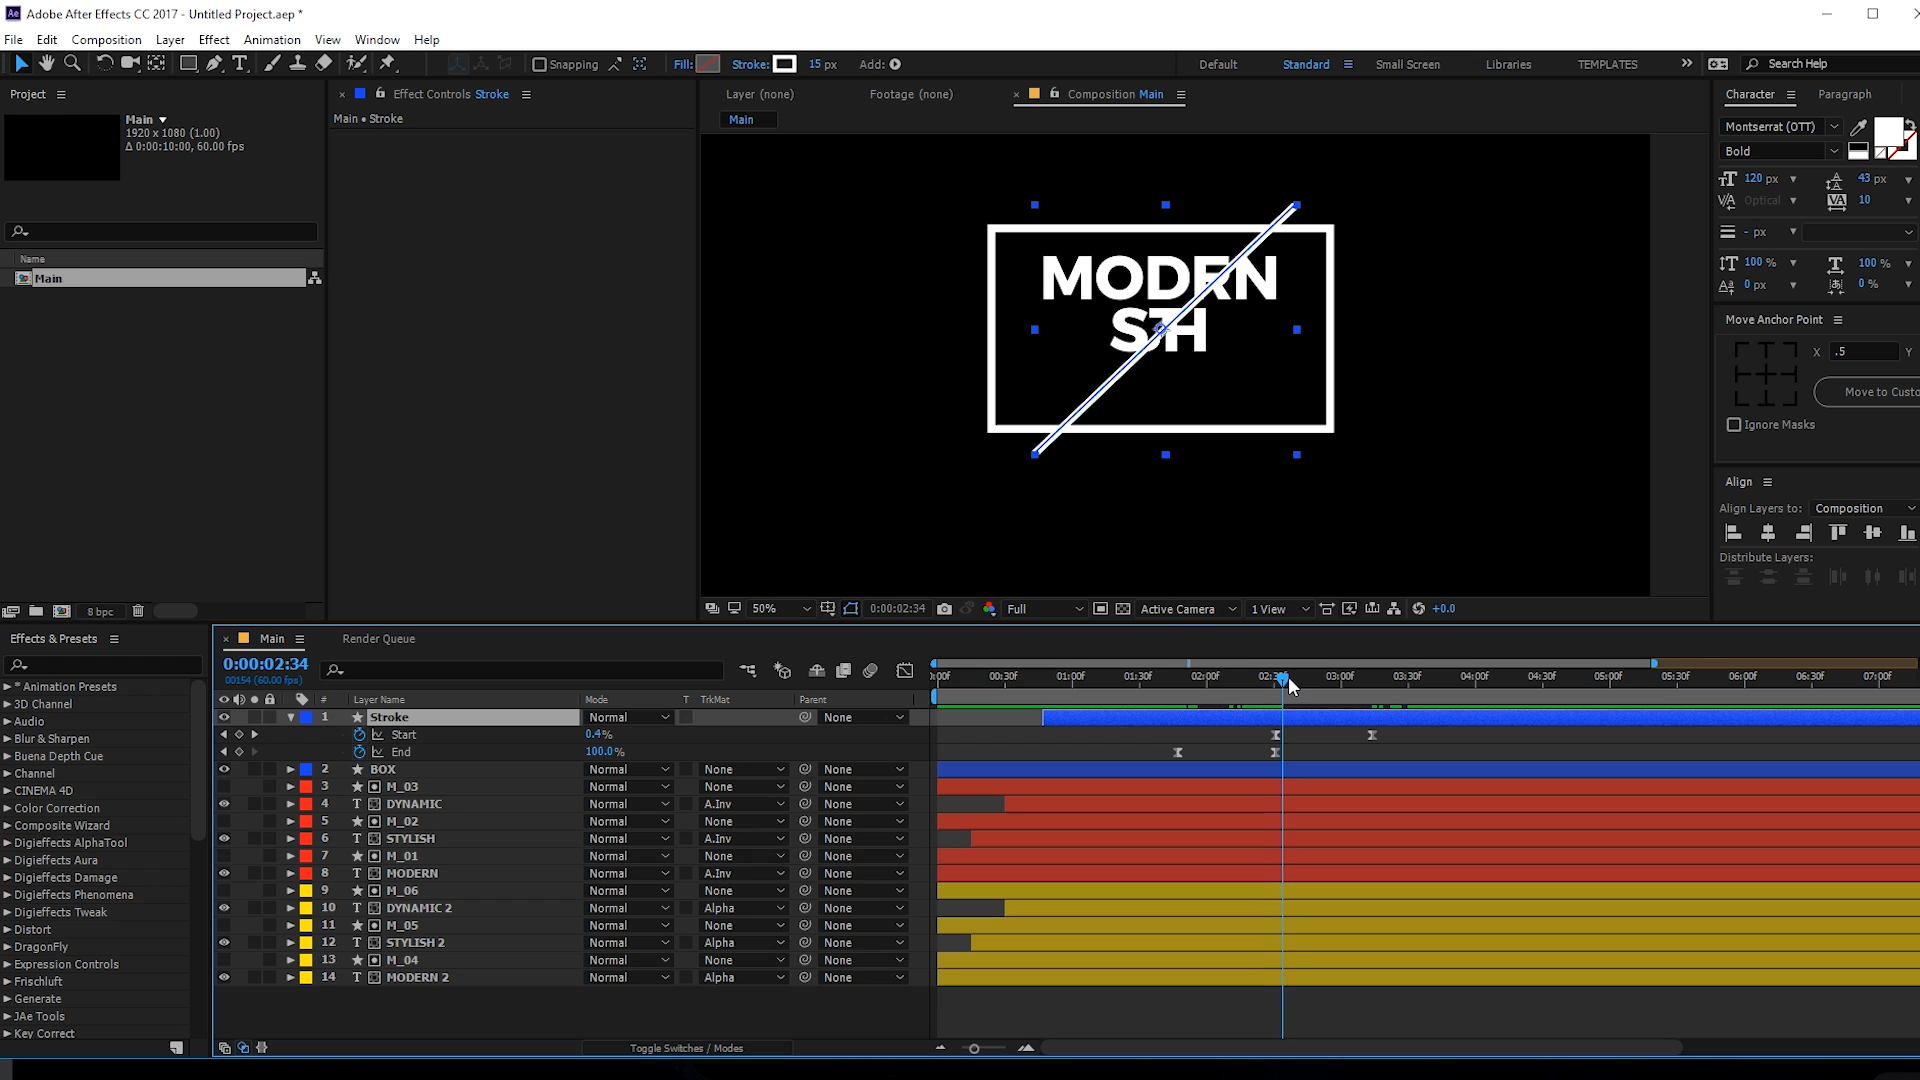 Adobe After Effects CC 2017 - Untitled Project.aep *
File Edit Composition Layer Effect Animation View Window Help
Snapping Fill: Stroke: 15 px Add: Default Standard Small Screen Libraries TEMPLATES Search Help
Project
Main
1920 x 1080 (1.00)
Δ 0:00:10:00, 60.00 fps
Name
Main
8 bpc
Effect Controls Stroke
Main • Stroke
Layer (none) Footage (none) Composition Main
Main
MODERN
STH
50% 0:00:02:34 Full Active Camera 1 View +0.0
Character Paragraph
Montserrat (OTT)
Bold
120 px 43 px
Optical 10
- px
100 % 100 %
0 px 0 %
Move Anchor Point
X .5 Y
Move to Custo
Ignore Masks
Align
Align Layers to: Composition
Distribute Layers:
Effects & Presets
* Animation Presets
3D Channel
Audio
Blur & Sharpen
Buena Depth Cue
Channel
CINEMA 4D
Color Correction
Composite Wizard
Digieffects AlphaTool
Digieffects Aura
Digieffects Damage
Digieffects Phenomena
Digieffects Tweak
Distort
DragonFly
Expression Controls
Frischluft
Generate
JAe Tools
Key Correct
Main Render Queue
0:00:02:34
00154 (60.00 fps)
:00F 00:30f 01:00f 01:30f 02:00f 02:30f 03:00f 03:30f 04:00f 04:30f 05:00f 05:30f 06:00f 06:30f 07:00f
# Layer Name Mode T TrkMat Parent
1 Stroke Normal None
Start 0.4%
End 100.0%
2 BOX Normal None None
3 M_03 Normal None None
4 T DYNAMIC Normal A.Inv None
5 M_02 Normal None None
6 T STYLISH Normal A.Inv None
7 M_01 Normal None None
8 T MODERN Normal A.Inv None
9 M_06 Normal None None
10 T DYNAMIC 2 Normal Alpha None
11 M_05 Normal None None
12 T STYLISH 2 Normal Alpha None
13 M_04 Normal None None
14 T MODERN 2 Normal Alpha None
Toggle Switches / Modes